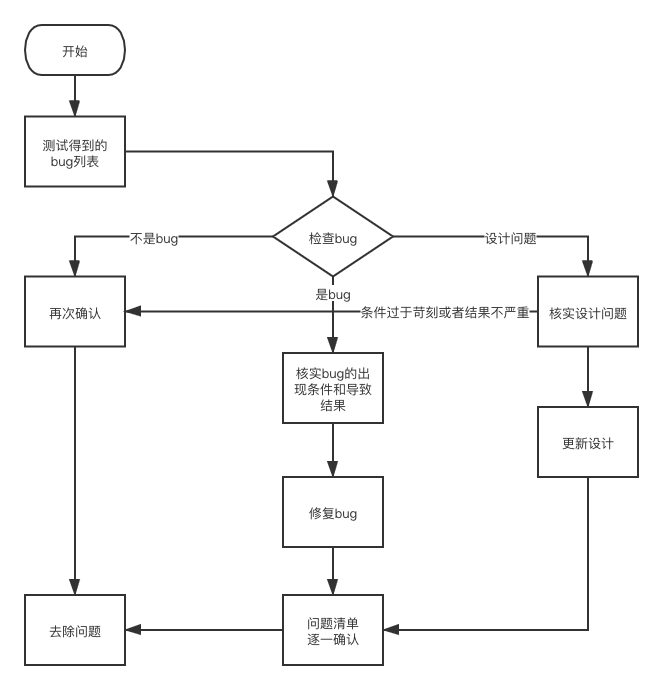 开始
测试得到的
bug列表
检查bug
不是bug
设计问题
是bug
再次确认
条件过于苛刻或者结果不严重
核实设计问题
核实bug的出
现条件和导致
结果
更新设计
修复bug
去除问题
问题清单
逐一确认